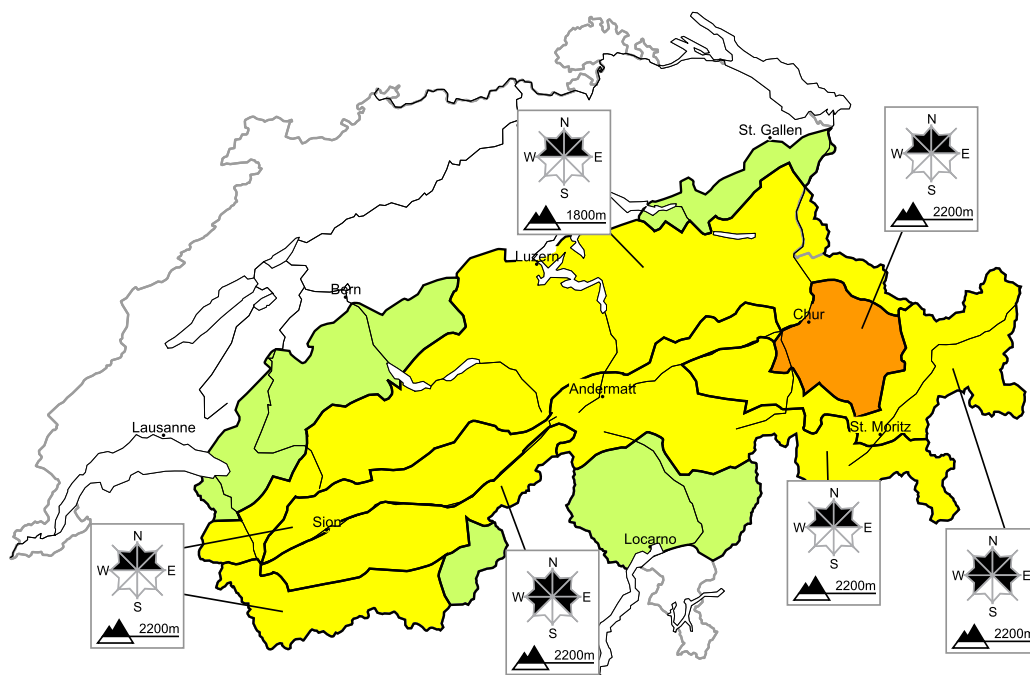 N
W E
S
1800m
St. Gallen
N
W E
S
2200m
Luzern
Bern
Chur
Andermatt
Lausanne
St. Moritz
Sion
Locarno
N
W E
S
2200m
N
W E
S
2200m
N
W E
S
2200m
N
W E
S
2200m